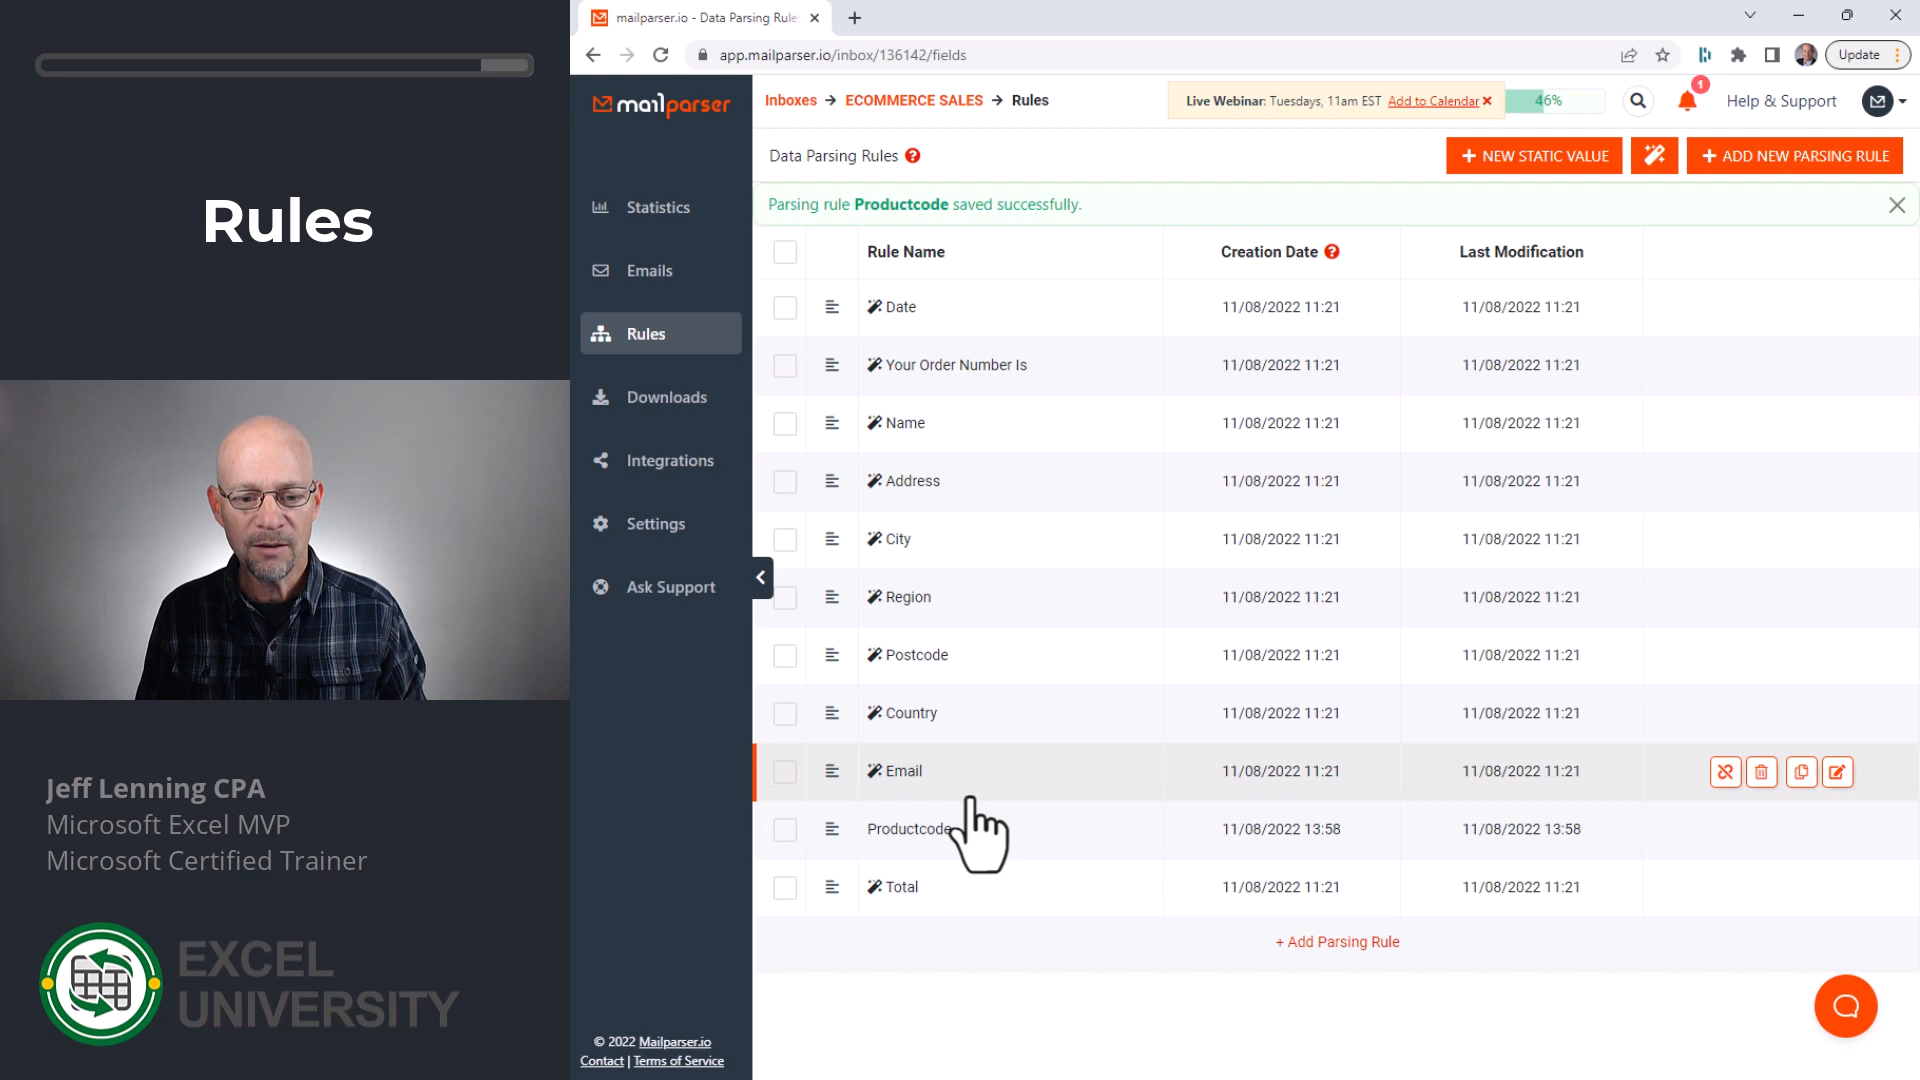 Rules
Jeff Lenning CPA
Microsoft Excel MVP
Microsoft Certified Trainer
EXCEL
UNIVERSITY
mailparser.io - Data Parsing Rule
app.mailparser.io/inbox/136142/fields
Update
mailparser
Statistics
Emails
Rules
Downloads
Integrations
Settings
Ask Support
© 2022 Mailparser.io
Contact | Terms of Service
Inboxes → ECOMMERCE SALES → Rules
Live Webinar: Tuesdays, 11am EST Add to Calendar
46%
1
Help & Support
Data Parsing Rules ?
+ NEW STATIC VALUE
+ ADD NEW PARSING RULE
Parsing rule Productcode saved successfully.
Rule Name Creation Date ? Last Modification
Date 11/08/2022 11:21 11/08/2022 11:21
Your Order Number Is 11/08/2022 11:21 11/08/2022 11:21
Name 11/08/2022 11:21 11/08/2022 11:21
Address 11/08/2022 11:21 11/08/2022 11:21
City 11/08/2022 11:21 11/08/2022 11:21
Region 11/08/2022 11:21 11/08/2022 11:21
Postcode 11/08/2022 11:21 11/08/2022 11:21
Country 11/08/2022 11:21 11/08/2022 11:21
Email 11/08/2022 11:21 11/08/2022 11:21
Productcode 11/08/2022 13:58 11/08/2022 13:58
Total 11/08/2022 11:21 11/08/2022 11:21
+ Add Parsing Rule